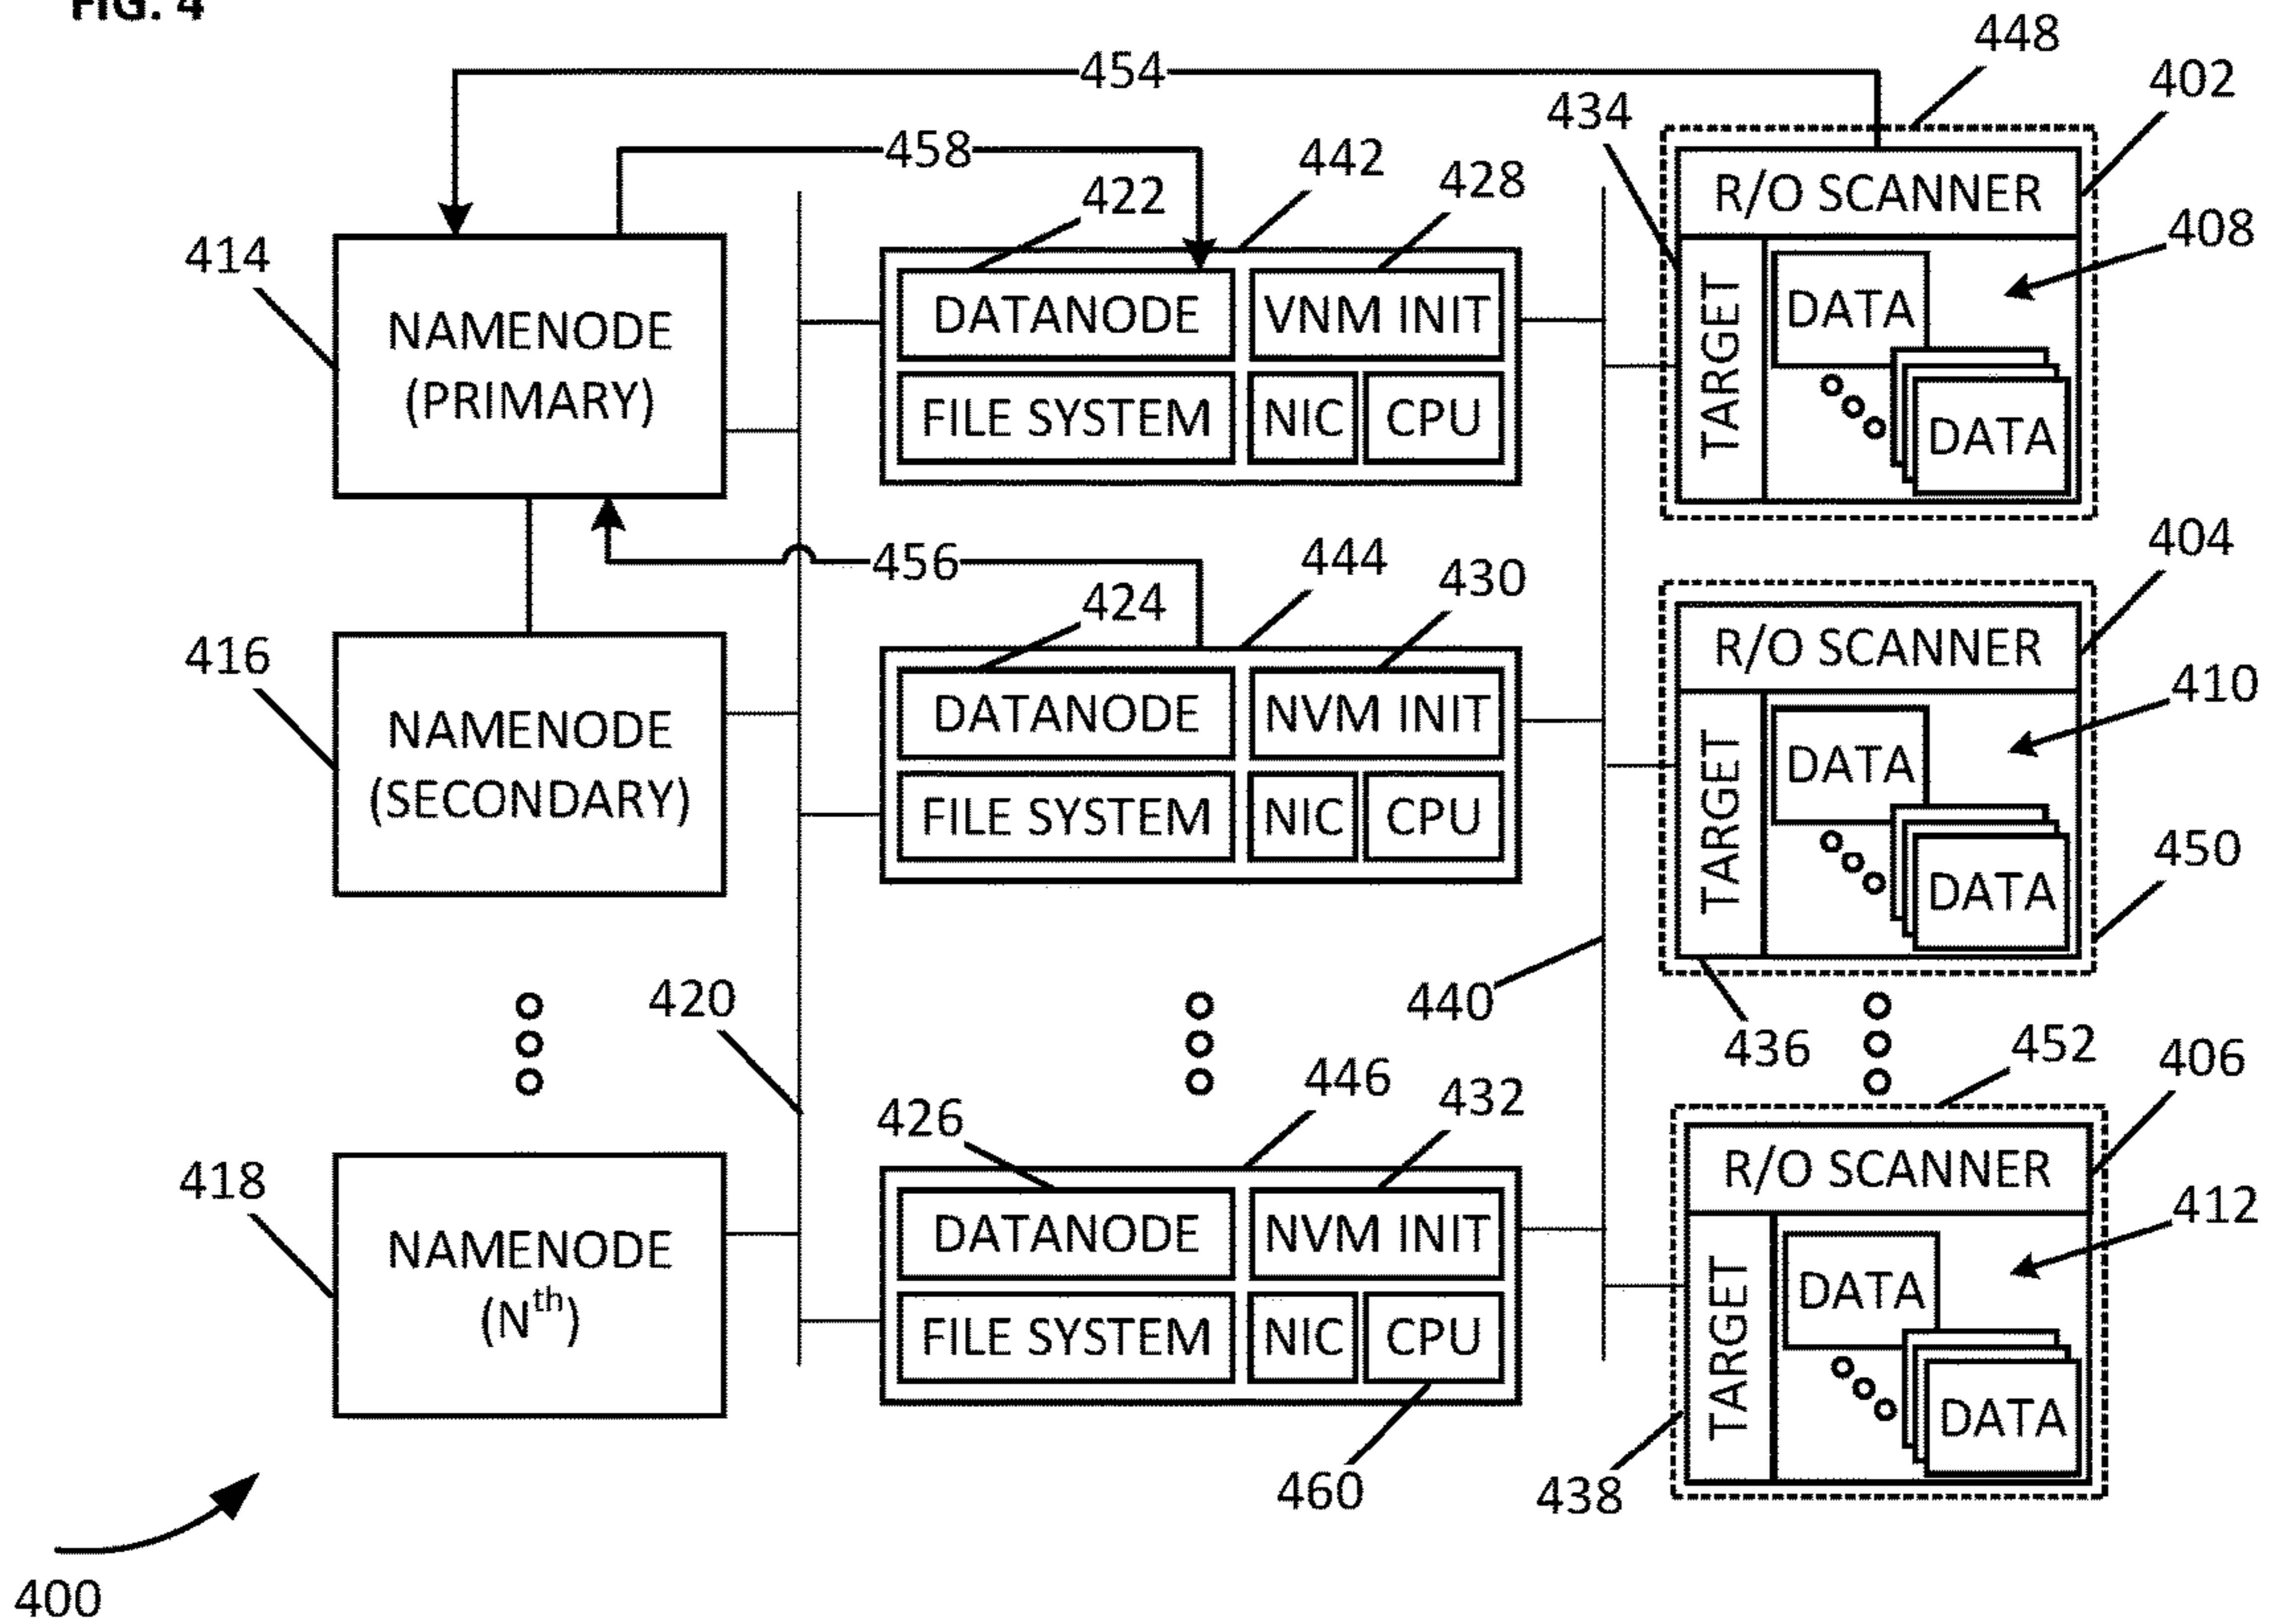 FIG. 4
448
454
402
434
458
442
428
422
R/O SCANNER
408
414
NAMENODE
(PRIMARY)
DATANODE
VNM INIT
FILE SYSTEM
NIC
CPU
TARGET
DATA
DATA
404
456
444
430
424
R/O SCANNER
416
NAMENODE
(SECONDARY)
DATANODE
NVM INIT
FILE SYSTEM
NIC
CPU
410
TARGET
DATA
DATA
450
420
440
436
452
406
446
432
426
R/O SCANNER
418
NAMENODE
(Nth)
DATANODE
NVM INIT
FILE SYSTEM
NIC
CPU
412
TARGET
DATA
DATA
460
438
400